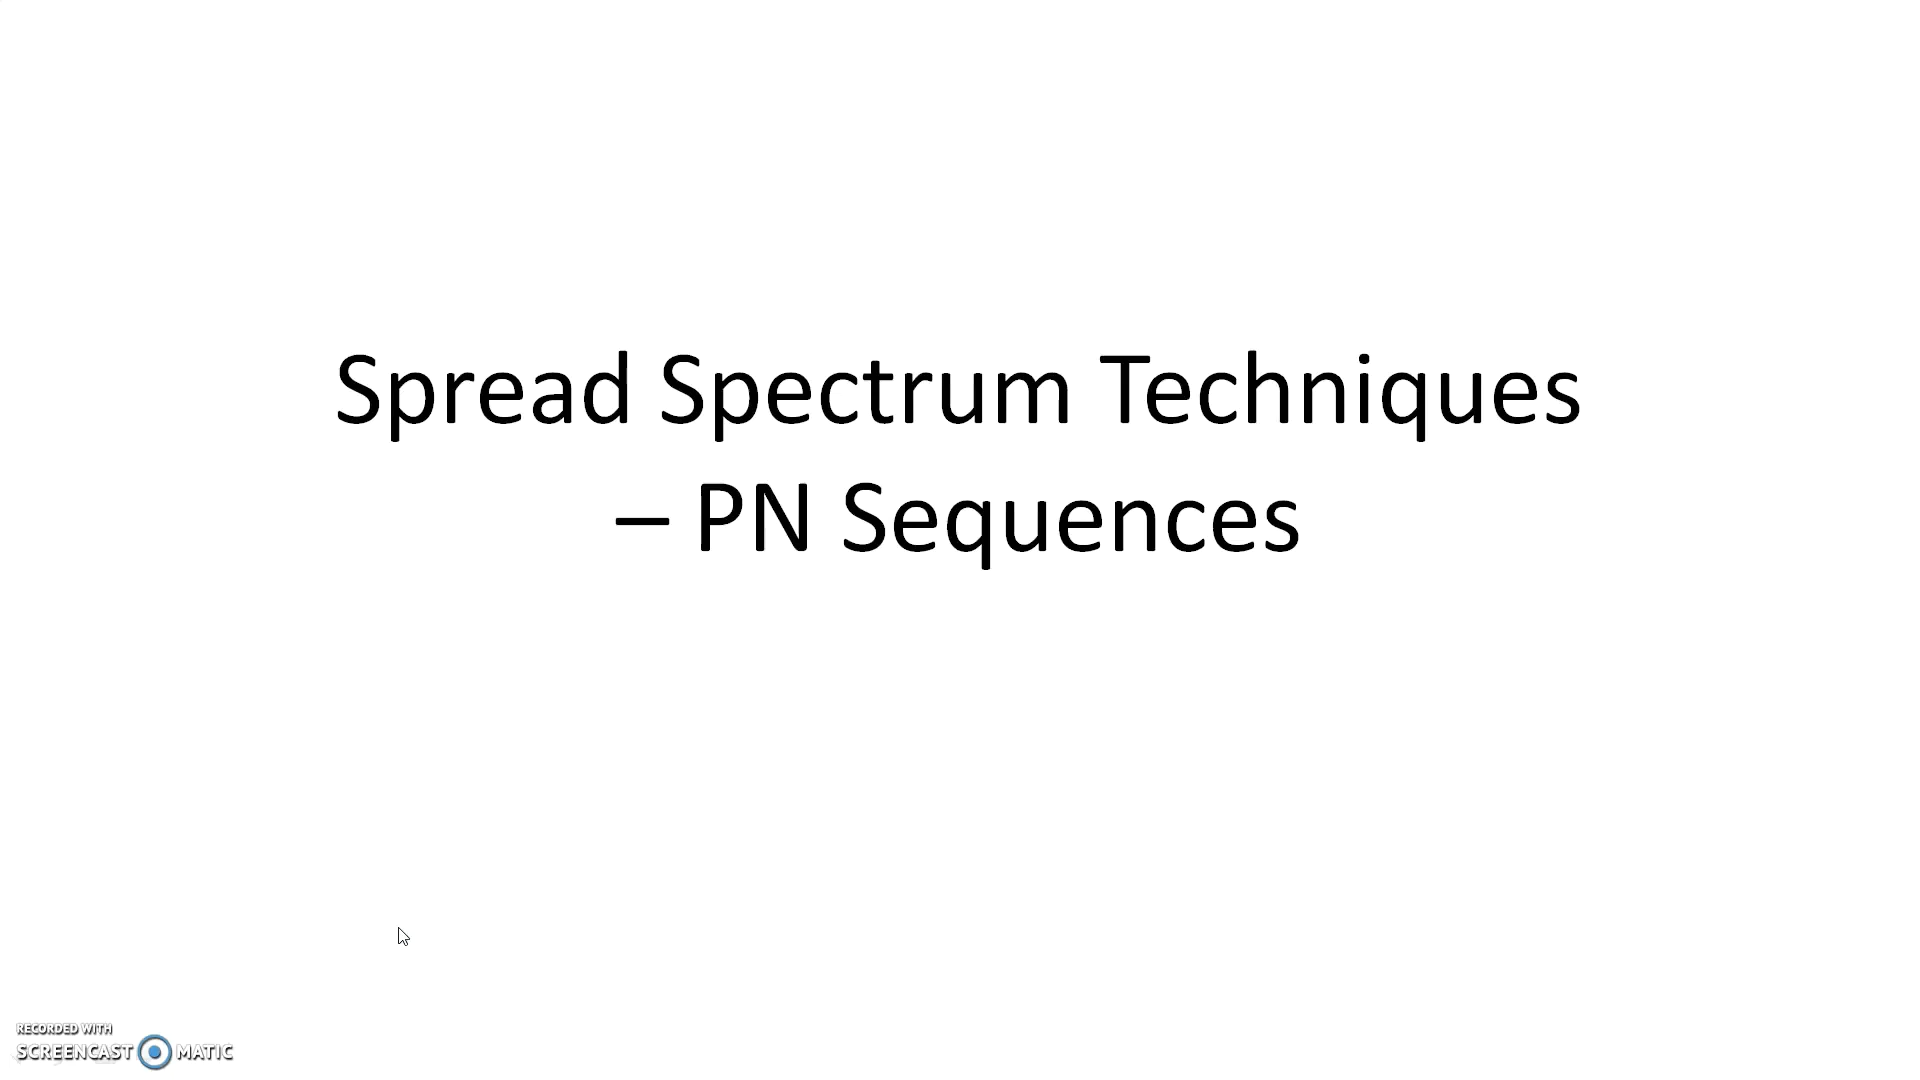 Spread Spectrum Techniques
– PN Sequences
RECORDED WITH
SCREENCAST MATIC